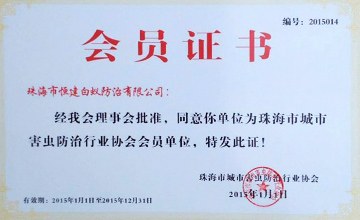 编号：2015014
会员证书
珠海市恒建白蚁防治有限公司：
经我会理事会批准，同意你单位为珠海市城市
害虫防治行业协会会员单位，特发此证！
珠海市城市害虫防治行业协会
2015年1月1日
有效期：2015年1月1日至2015年12月31日